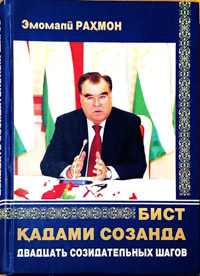 Эмомалӣ РАҲМОН
БИСТ
ҚАДАМИ СОЗАНДА
ДВАДЦАТЬ СОЗИДАТЕЛЬНЫХ ШАГОВ